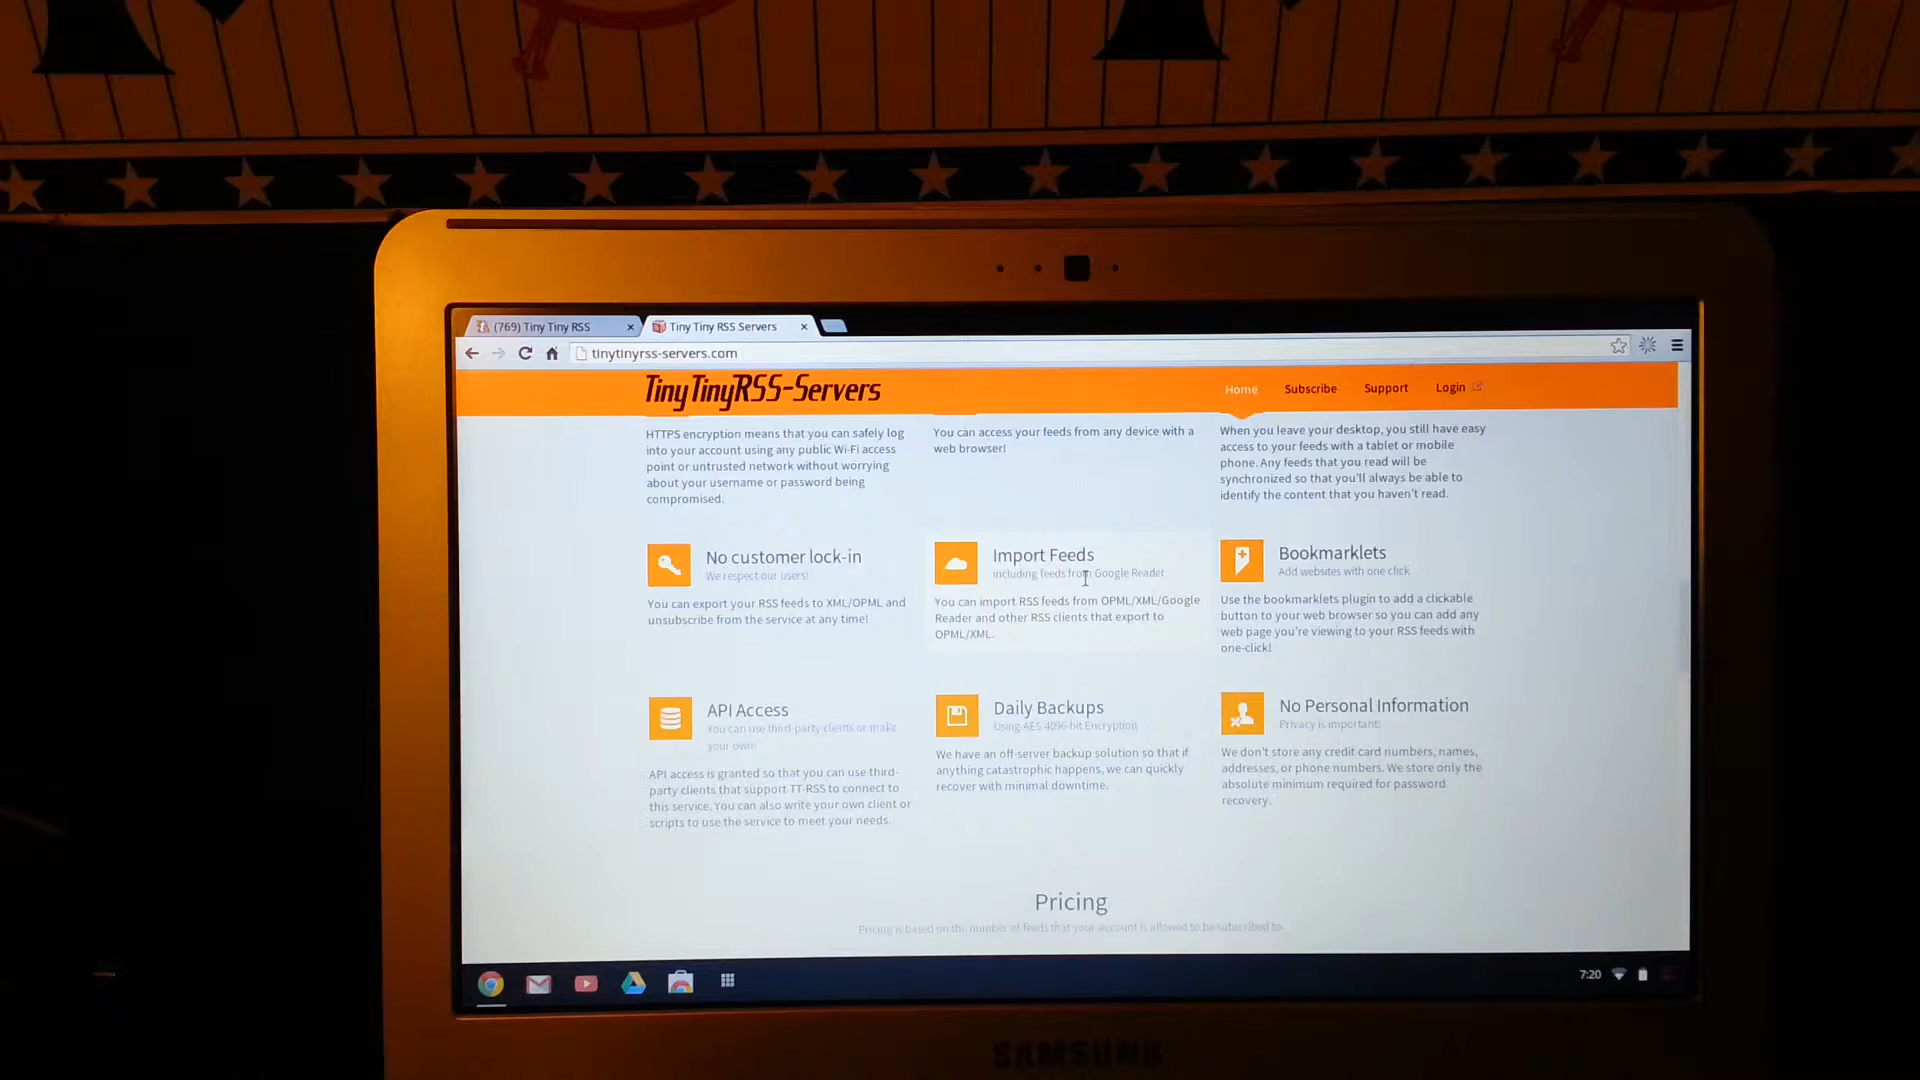 (769) Tiny Tiny RSS
Tiny Tiny RSS Servers
tinytinyrss-servers.com
TinyTinyRSS-Servers
Home Subscribe Support Login
HTTPS encryption means that you can safely log
into your account using any public Wi-Fi access
point or untrusted network without worrying
about your username or password being
compromised.
You can access your feeds from any device with a
web browser!
When you leave your desktop, you still have easy
access to your feeds with a tablet or mobile
phone. Any feeds that you read will be
synchronized so that you'll always be able to
identify the content that you haven't read.
No customer lock-in
We respect our users!
You can export your RSS feeds to XML/OPML and
unsubscribe from the service at any time!
Import Feeds
including feeds from Google Reader
You can import RSS feeds from OPML/XML/Google
Reader and other RSS clients that export to
OPML/XML.
Bookmarklets
Add websites with one click
Use the bookmarklets plugin to add a clickable
button to your web browser so you can add any
web page you're viewing to your RSS feeds with
one-click!
API Access
You can use third-party clients or make
your own!
API access is granted so that you can use third-
party clients that support TT-RSS to connect to
this service. You can also write your own client or
scripts to use the service to meet your needs.
Daily Backups
Using AES 4096-bit Encryption
We have an off-server backup solution so that if
anything catastrophic happens, we can quickly
recover with minimal downtime.
No Personal Information
Privacy is important!
We don't store any credit card numbers, names,
addresses, or phone numbers. We store only the
absolute minimum required for password
recovery.
Pricing
Pricing is based on the number of feeds that your account is allowed to be subscribed to.
7:20
SAMSUNG